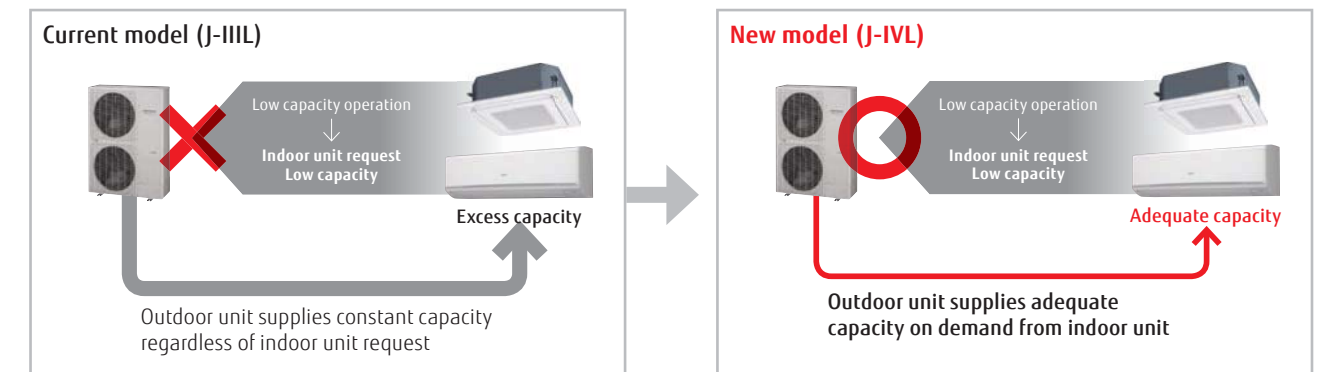 Current model (J-IIIL)
Low capacity operation
↓
Indoor unit request
Low capacity
Excess capacity
Outdoor unit supplies constant capacity
regardless of indoor unit request
New model (J-IVL)
Low capacity operation
↓
Indoor unit request
Low capacity
Adequate capacity
Outdoor unit supplies adequate
capacity on demand from indoor unit